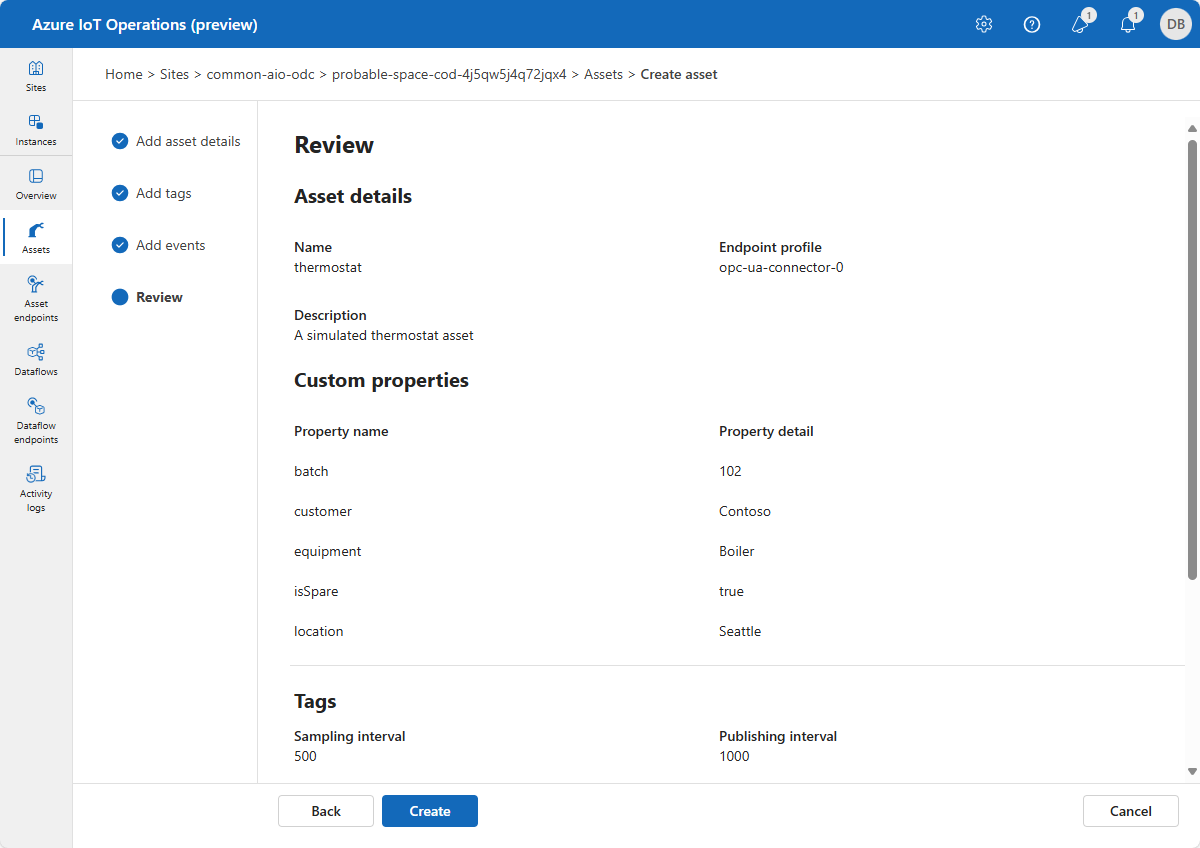 Azure IoT Operations (preview)
1
1
DB
Sites
Instances
Overview
Assets
Asset
endpoints
Dataflows
Dataflow
endpoints
Activity
logs
Home > Sites > common-aio-odc > probable-space-cod-4j5qw5j4q72jqx4 > Assets > Create asset
Add asset details
Add tags
Add events
Review
Review
Asset details
Name
thermostat
Endpoint profile
opc-ua-connector-0
Description
A simulated thermostat asset
Custom properties
Property name Property detail
batch 102
customer Contoso
equipment Boiler
isSpare true
location Seattle
Tags
Sampling interval
500
Publishing interval
1000
Back
Create
Cancel